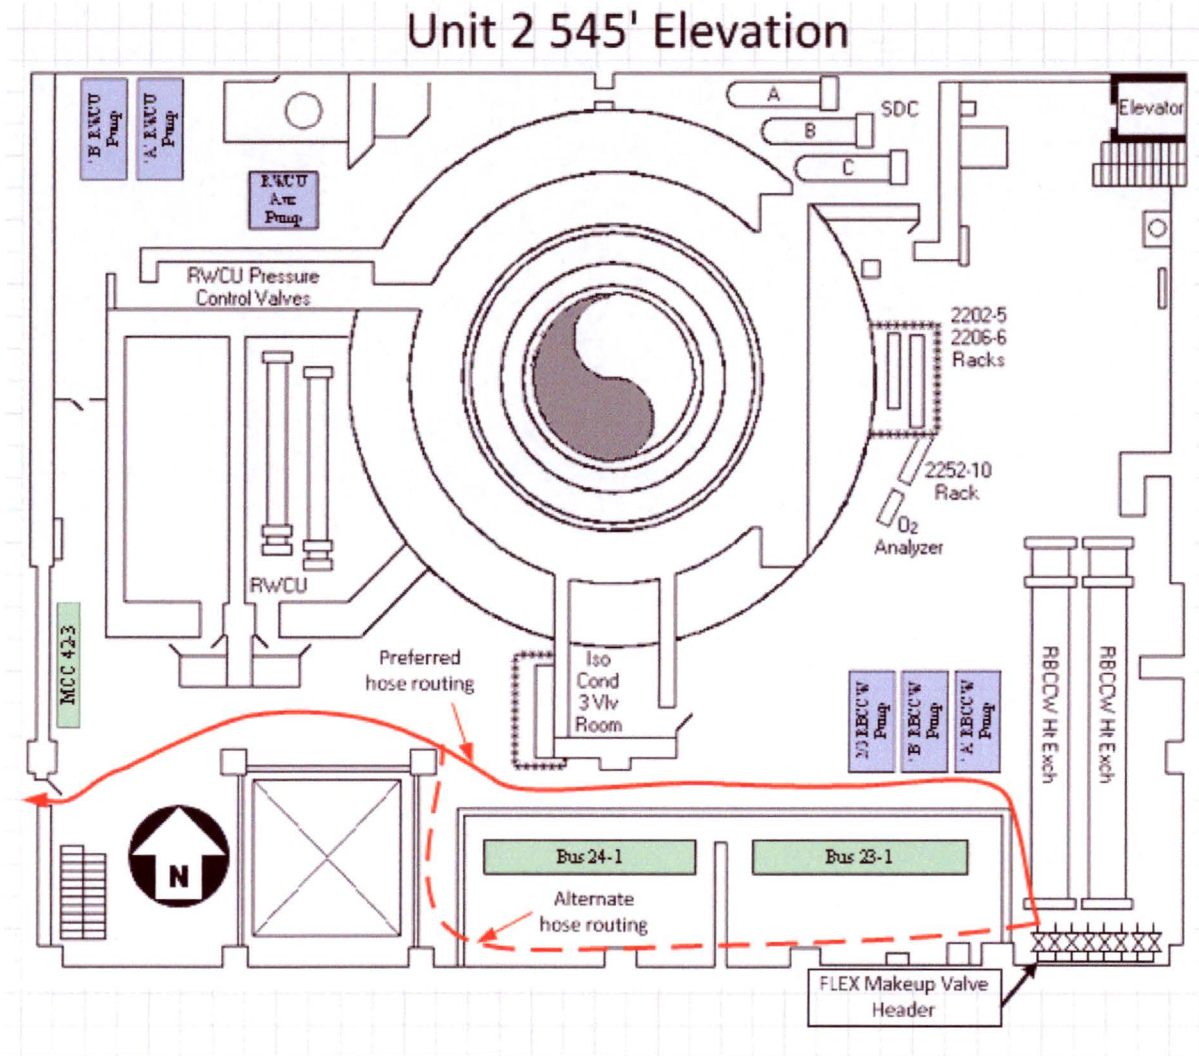 Unit 2 545' Elevation
'B' RWCU
Pump
'A' RWCU
Pump
RWCU
Aux
Pump
A
B
C
SDC
Elevator
RWCU Pressure
Control Valves
2202-5
2206-6
Racks
2252-10
Rack
O2
Analyzer
RWCU
MCC 42-3
Preferred
hose routing
Iso
Cond
3 Vlv
Room
2/3 RBCCW
Pump
'B' RBCCW
Pump
'A' RBCCW
Pump
RBCCW Ht Exch
RBCCW Ht Exch
N
Bus 24-1
Bus 23-1
Alternate
hose routing
FLEX Makeup Valve
Header